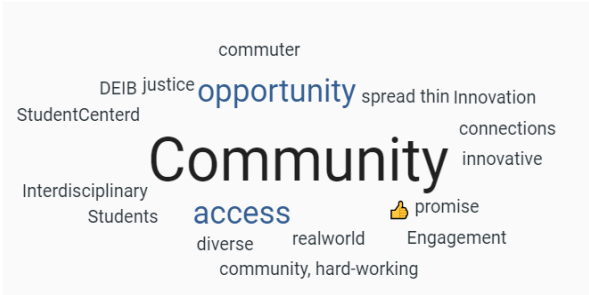 commuter
DEIB justice opportunity spread thin Innovation
StudentCenterd
connections
Community innovative
Interdisciplinary
Students access 👍 promise
diverse realworld Engagement
community, hard-working